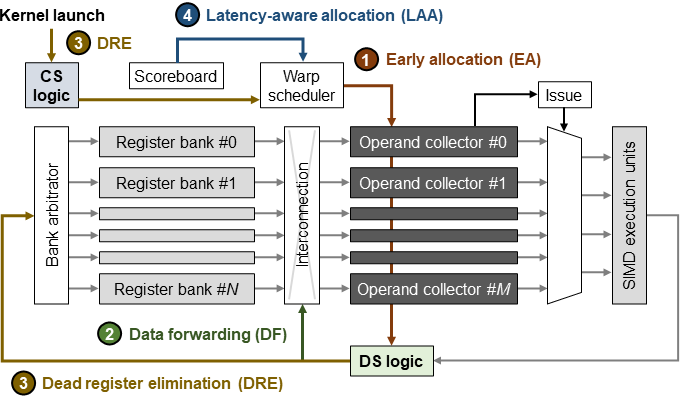 Kernel launch
4 Latency-aware allocation (LAA)
3 DRE
1 Early allocation (EA)
CS logic
Scoreboard
Warp scheduler
Issue
Bank arbitrator
Register bank #0
Register bank #1
Register bank #N
Interconnection
Operand collector #0
Operand collector #1
Operand collector #M
SIMD execution units
2 Data forwarding (DF)
DS logic
3 Dead register elimination (DRE)